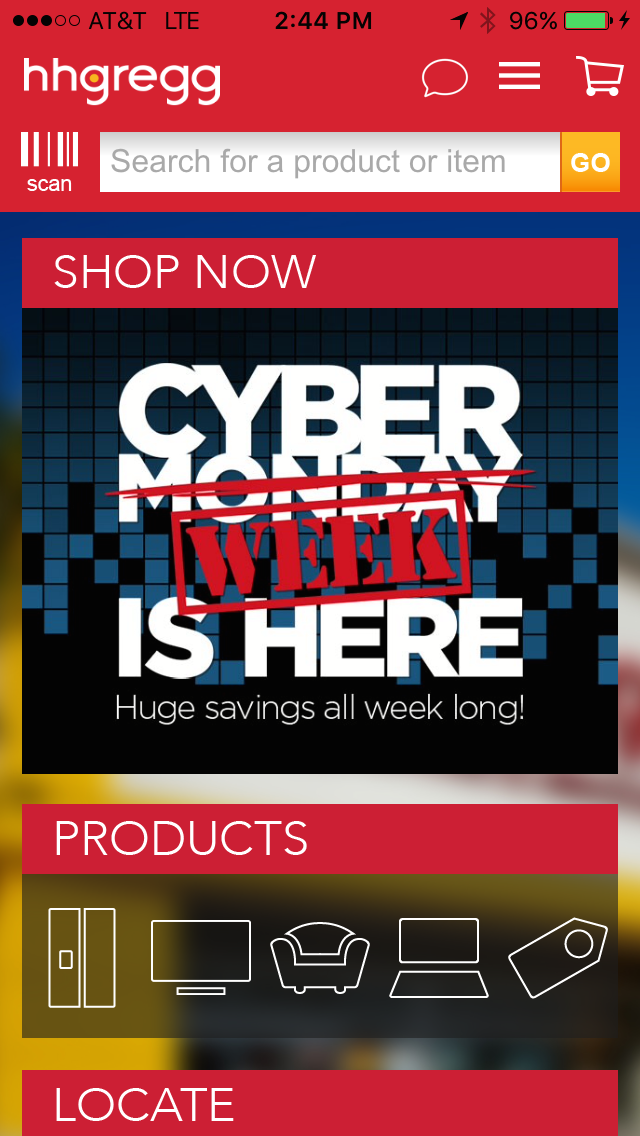 AT&T LTE 2:44 PM 96%
hhgregg
scan
Search for a product or item
GO
SHOP NOW
CYBER
MONDAY
WEEK
IS HERE
Huge savings all week long!
PRODUCTS
LOCATE